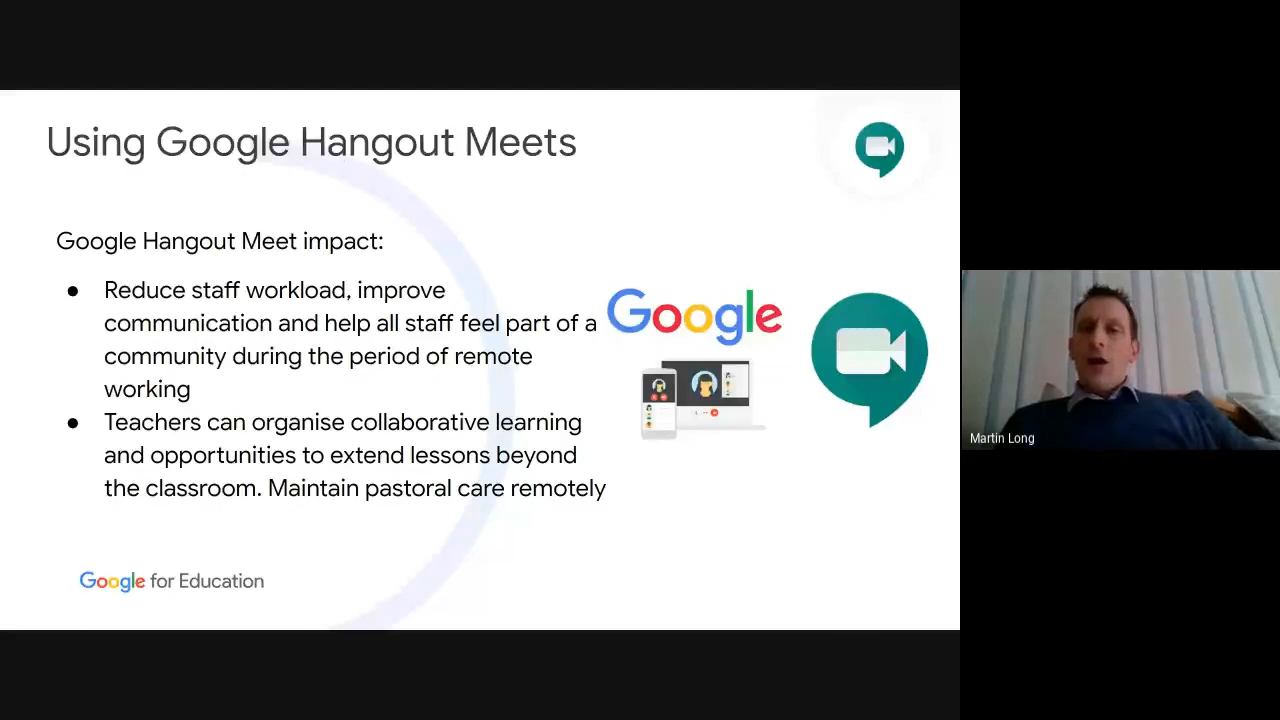 Using Google Hangout Meets
Google Hangout Meet impact:
● Reduce staff workload, improve
communication and help all staff feel part of a
community during the period of remote
working
● Teachers can organise collaborative learning
and opportunities to extend lessons beyond
the classroom. Maintain pastoral care remotely
Google
Google for Education
Martin Long